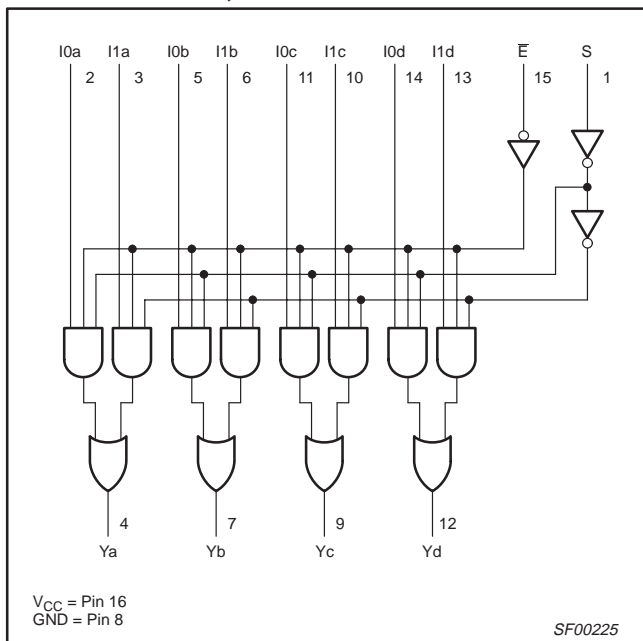 I0a I1a I0b I1b I0c I1c I0d I1d E̅ S
2 3 5 6 11 10 14 13 15 1
4 7 9 12
Ya Yb Yc Yd
VCC = Pin 16
GND = Pin 8
SF00225